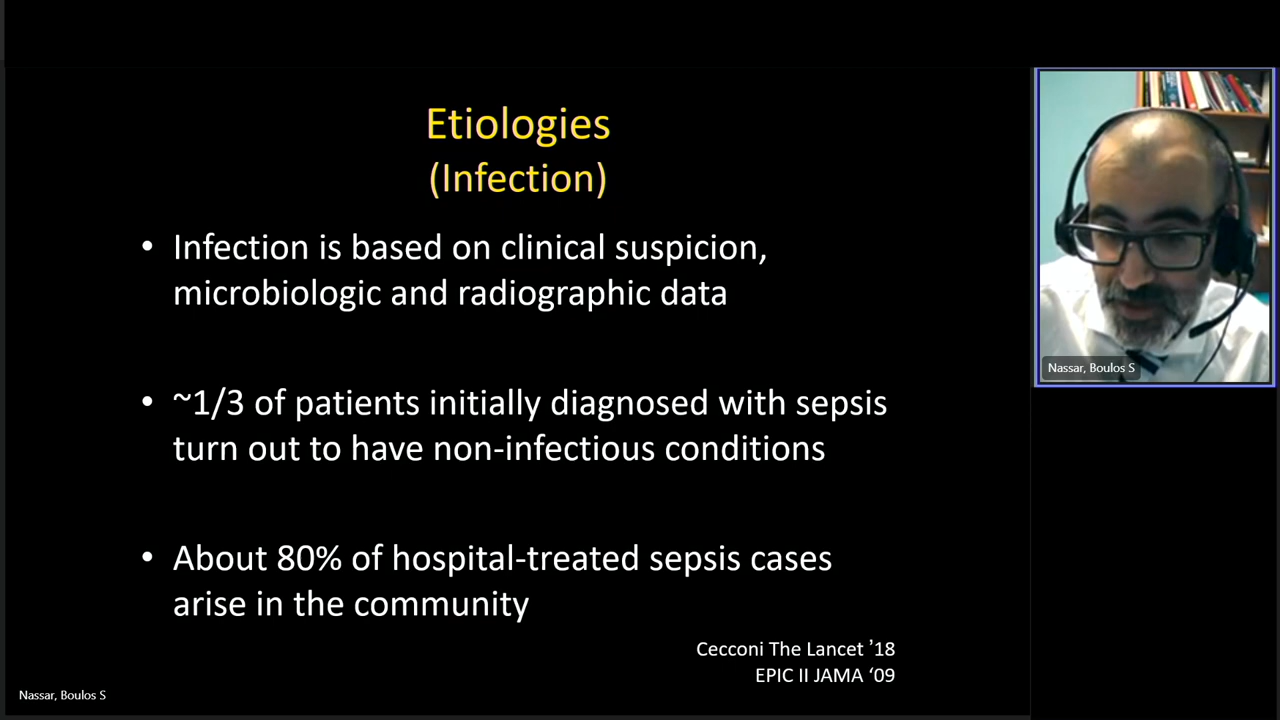 Etiologies
(Infection)
• Infection is based on clinical suspicion,
microbiologic and radiographic data
• ~1/3 of patients initially diagnosed with sepsis
turn out to have non-infectious conditions
• About 80% of hospital-treated sepsis cases
arise in the community
Cecconi The Lancet ’18
EPIC II JAMA ‘09
Nassar, Boulos S
Nassar, Boulos S